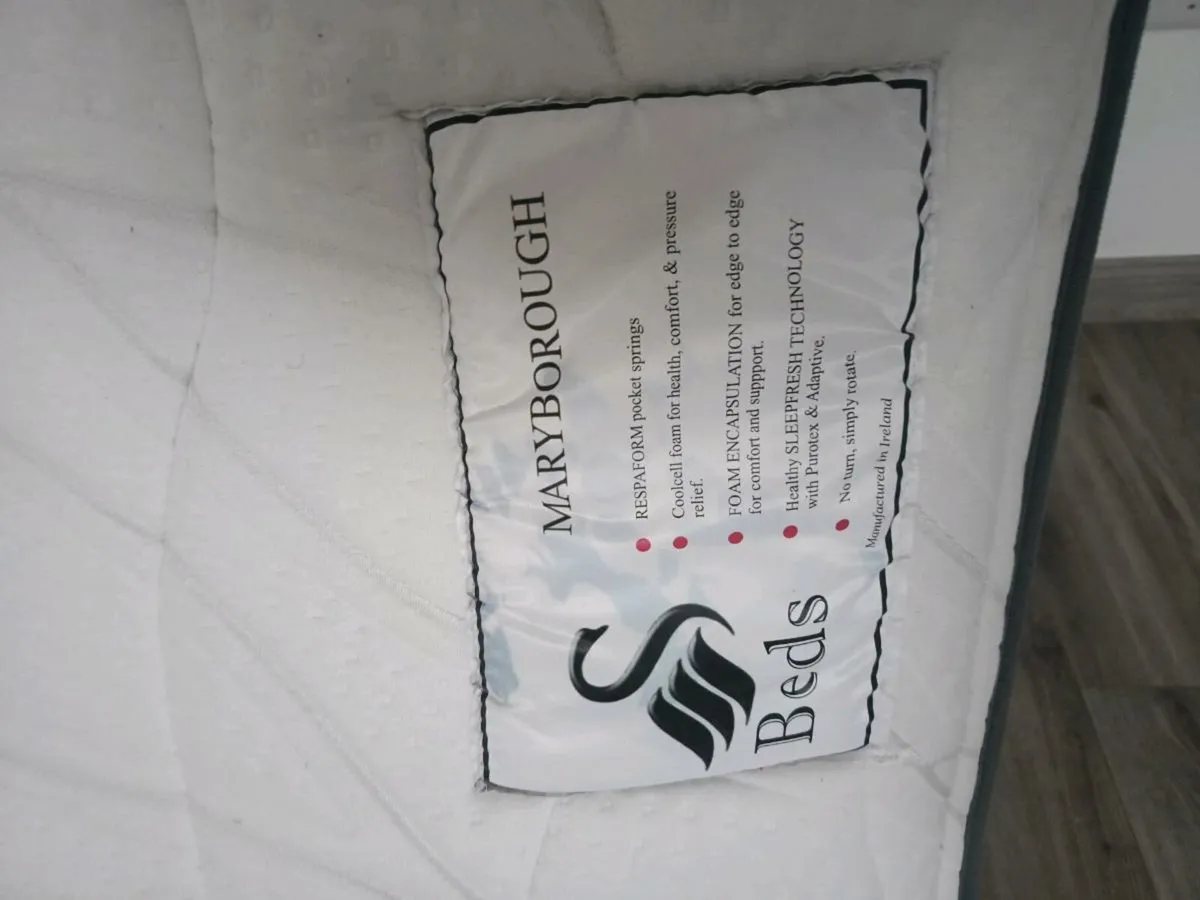 MARYBOROUGH
RESPAFORM pocket springs
Coolcell foam for health, comfort, & pressure
relief.
FOAM ENCAPSULATION for edge to edge
for comfort and suppport.
Healthy SLEEPFRESH TECHNOLOGY
with Purotex & Adaptive.
No turn, simply rotate.
Manufactured in Ireland
Beds